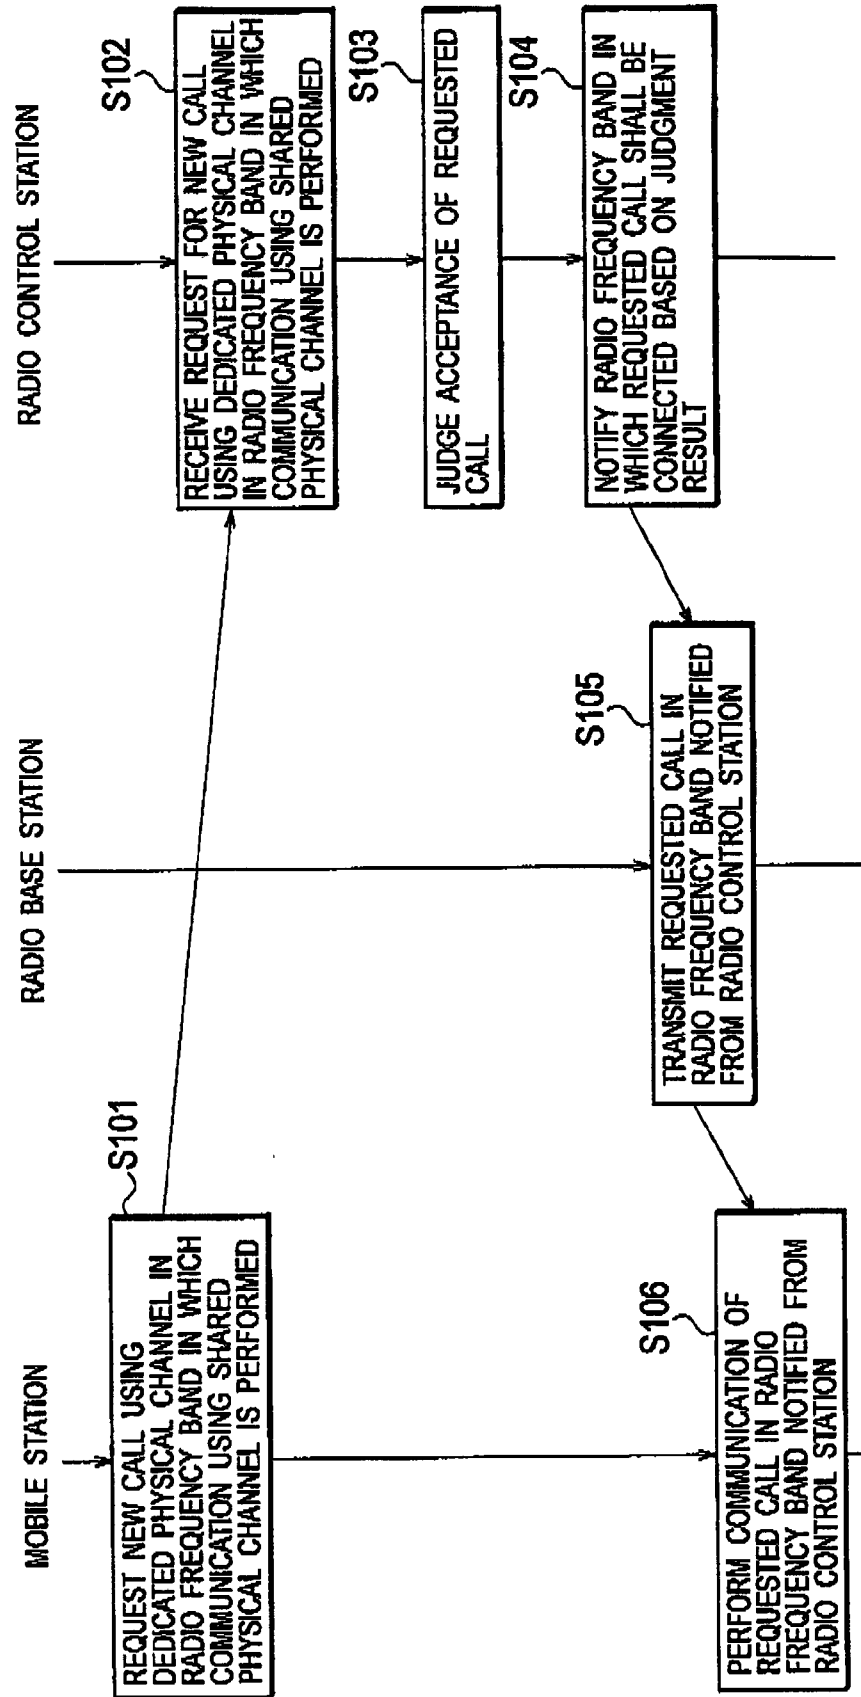 MOBILE STATION
RADIO BASE STATION
RADIO CONTROL STATION
S101
REQUEST NEW CALL USING
DEDICATED PHYSICAL CHANNEL IN
RADIO FREQUENCY BAND IN WHICH
COMMUNICATION USING SHARED
PHYSICAL CHANNEL IS PERFORMED
S102
RECEIVE REQUEST FOR NEW CALL
USING DEDICATED PHYSICAL CHANNEL
IN RADIO FREQUENCY BAND IN WHICH
COMMUNICATION USING SHARED
PHYSICAL CHANNEL IS PERFORMED
S103
JUDGE ACCEPTANCE OF REQUESTED
CALL
S104
NOTIFY RADIO FREQUENCY BAND IN
WHICH REQUESTED CALL SHALL BE
CONNECTED BASED ON JUDGMENT
RESULT
S105
TRANSMIT REQUESTED CALL IN
RADIO FREQUENCY BAND NOTIFIED
FROM RADIO CONTROL STATION
S106
PERFORM COMMUNICATION OF
REQUESTED CALL IN RADIO
FREQUENCY BAND NOTIFIED FROM
RADIO CONTROL STATION